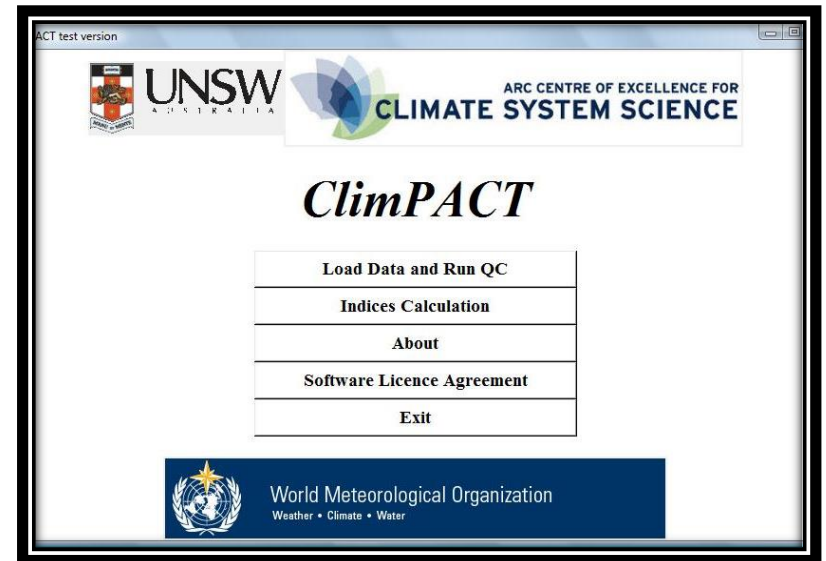 ACT test version
UNSW
AUSTRALIA
ARC CENTRE OF EXCELLENCE FOR
CLIMATE SYSTEM SCIENCE
ClimPACT
Load Data and Run QC
Indices Calculation
About
Software Licence Agreement
Exit
World Meteorological Organization
Weather • Climate • Water